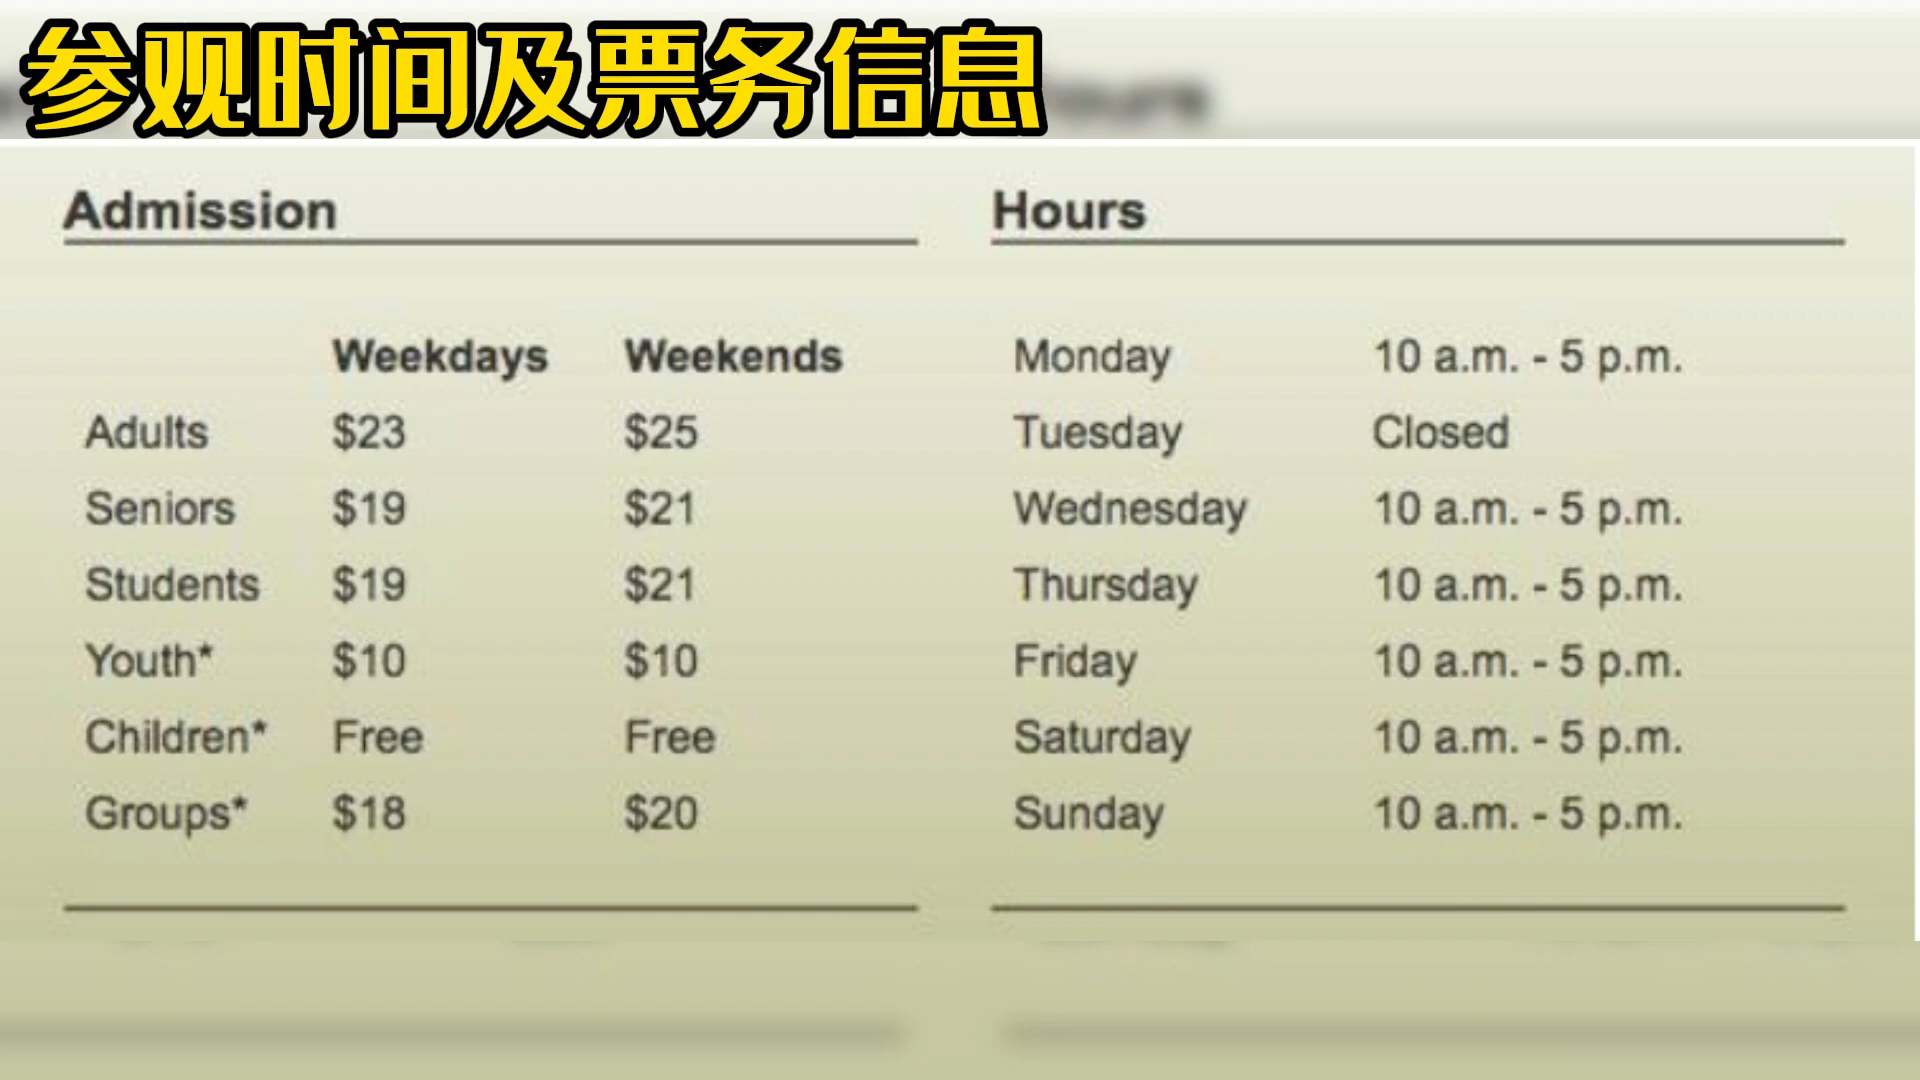 参观时间及票务信息
ours
Admission
Weekdays Weekends
Adults $23 $25
Seniors $19 $21
Students $19 $21
Youth* $10 $10
Children* Free Free
Groups* $18 $20
Hours
Monday 10 a.m. - 5 p.m.
Tuesday Closed
Wednesday 10 a.m. - 5 p.m.
Thursday 10 a.m. - 5 p.m.
Friday 10 a.m. - 5 p.m.
Saturday 10 a.m. - 5 p.m.
Sunday 10 a.m. - 5 p.m.